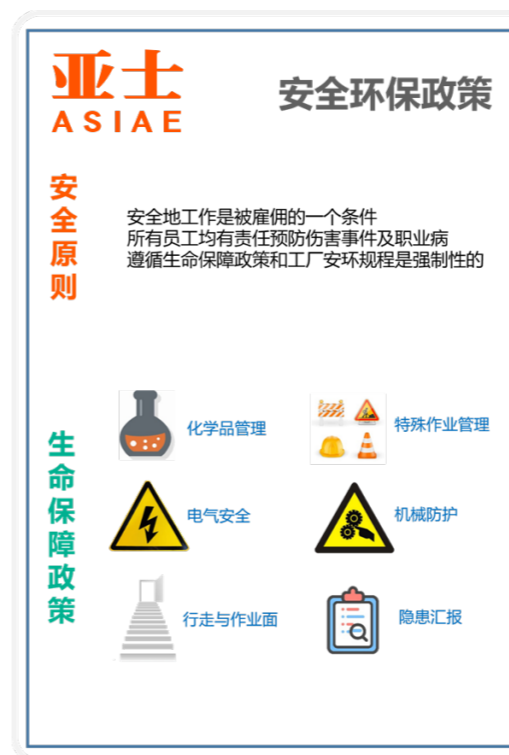 亚士
ASIAE
安全环保政策
安全原则
安全地工作是被雇佣的一个条件
所有员工均有责任预防伤害事件及职业病
遵循生命保障政策和工厂安环规程是强制性的
生命保障政策
化学品管理
特殊作业管理
电气安全
机械防护
行走与作业面
隐患汇报